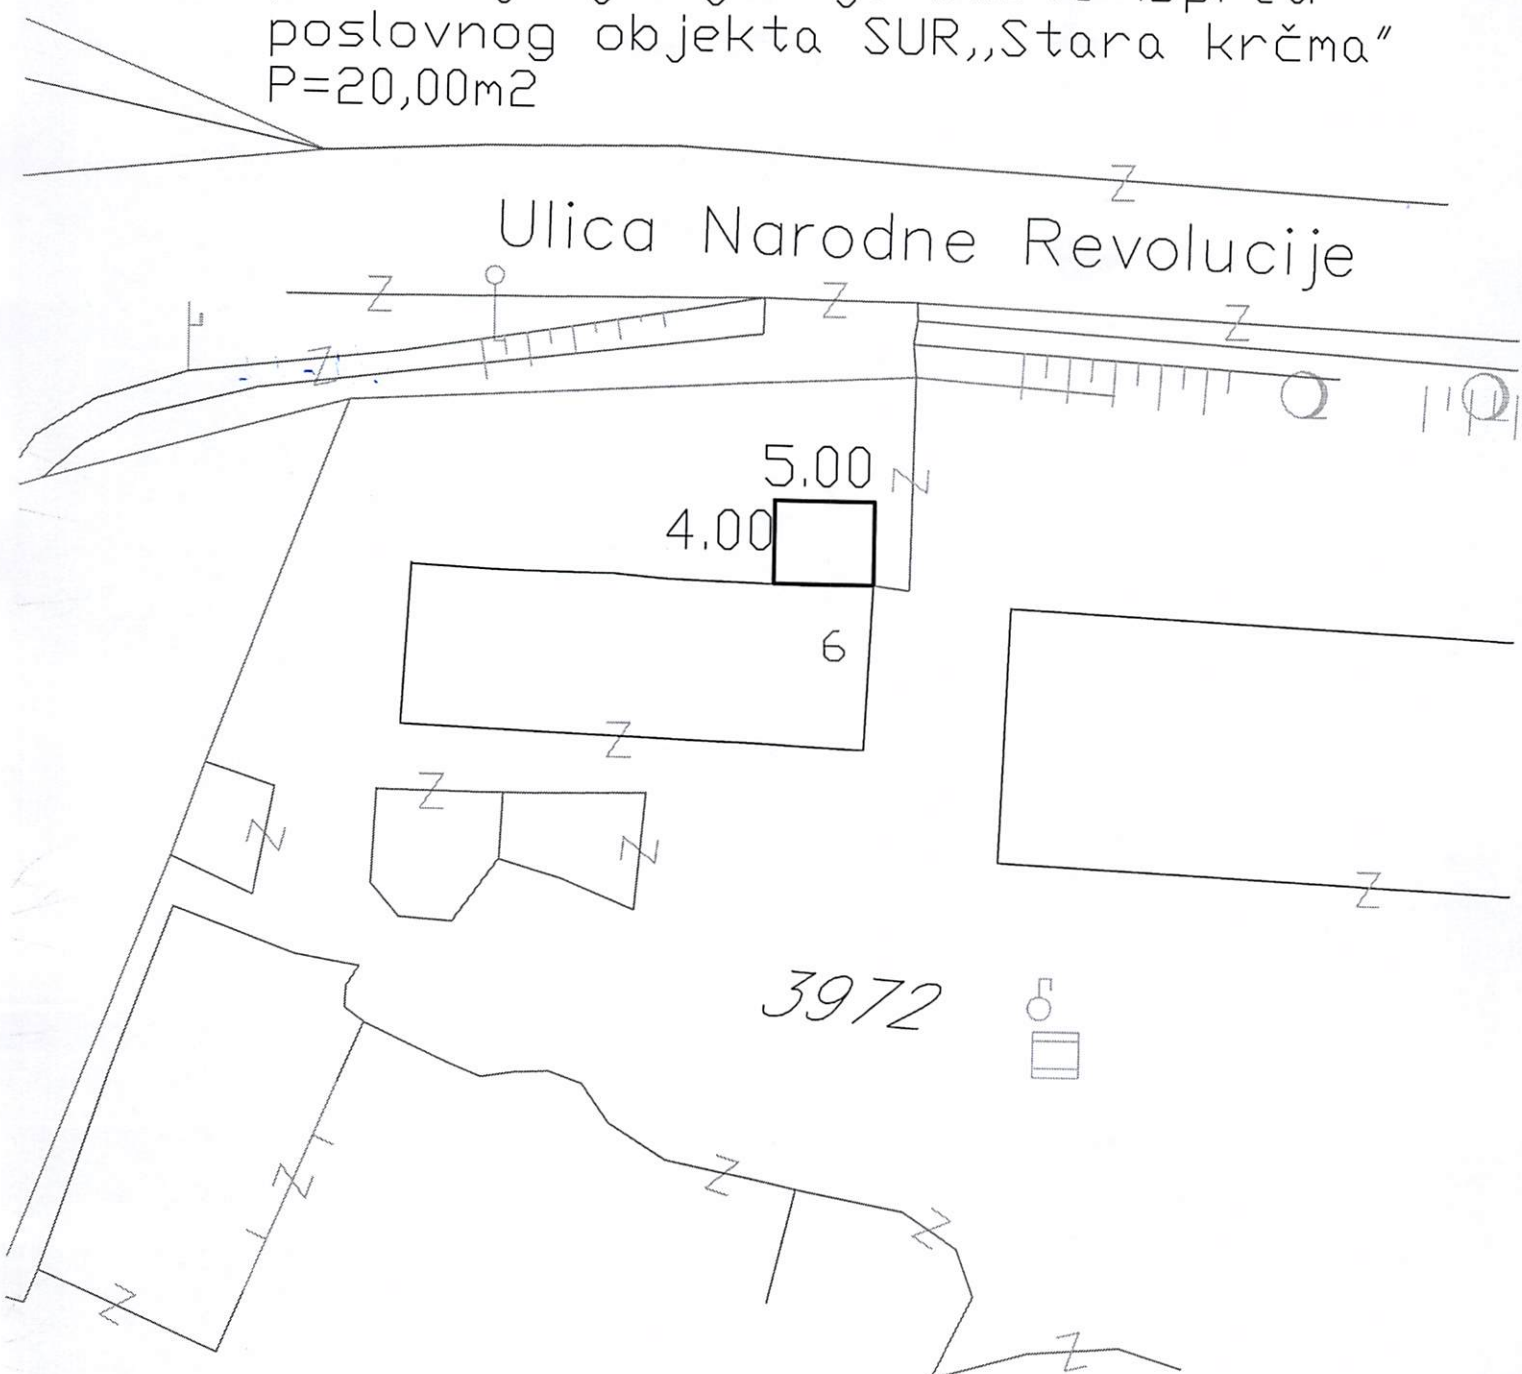 poslovnog objekta SUR,,Stara krčma"
P=20,00m2
Ulica Narodne Revolucije
5.00
4.00
6
3972